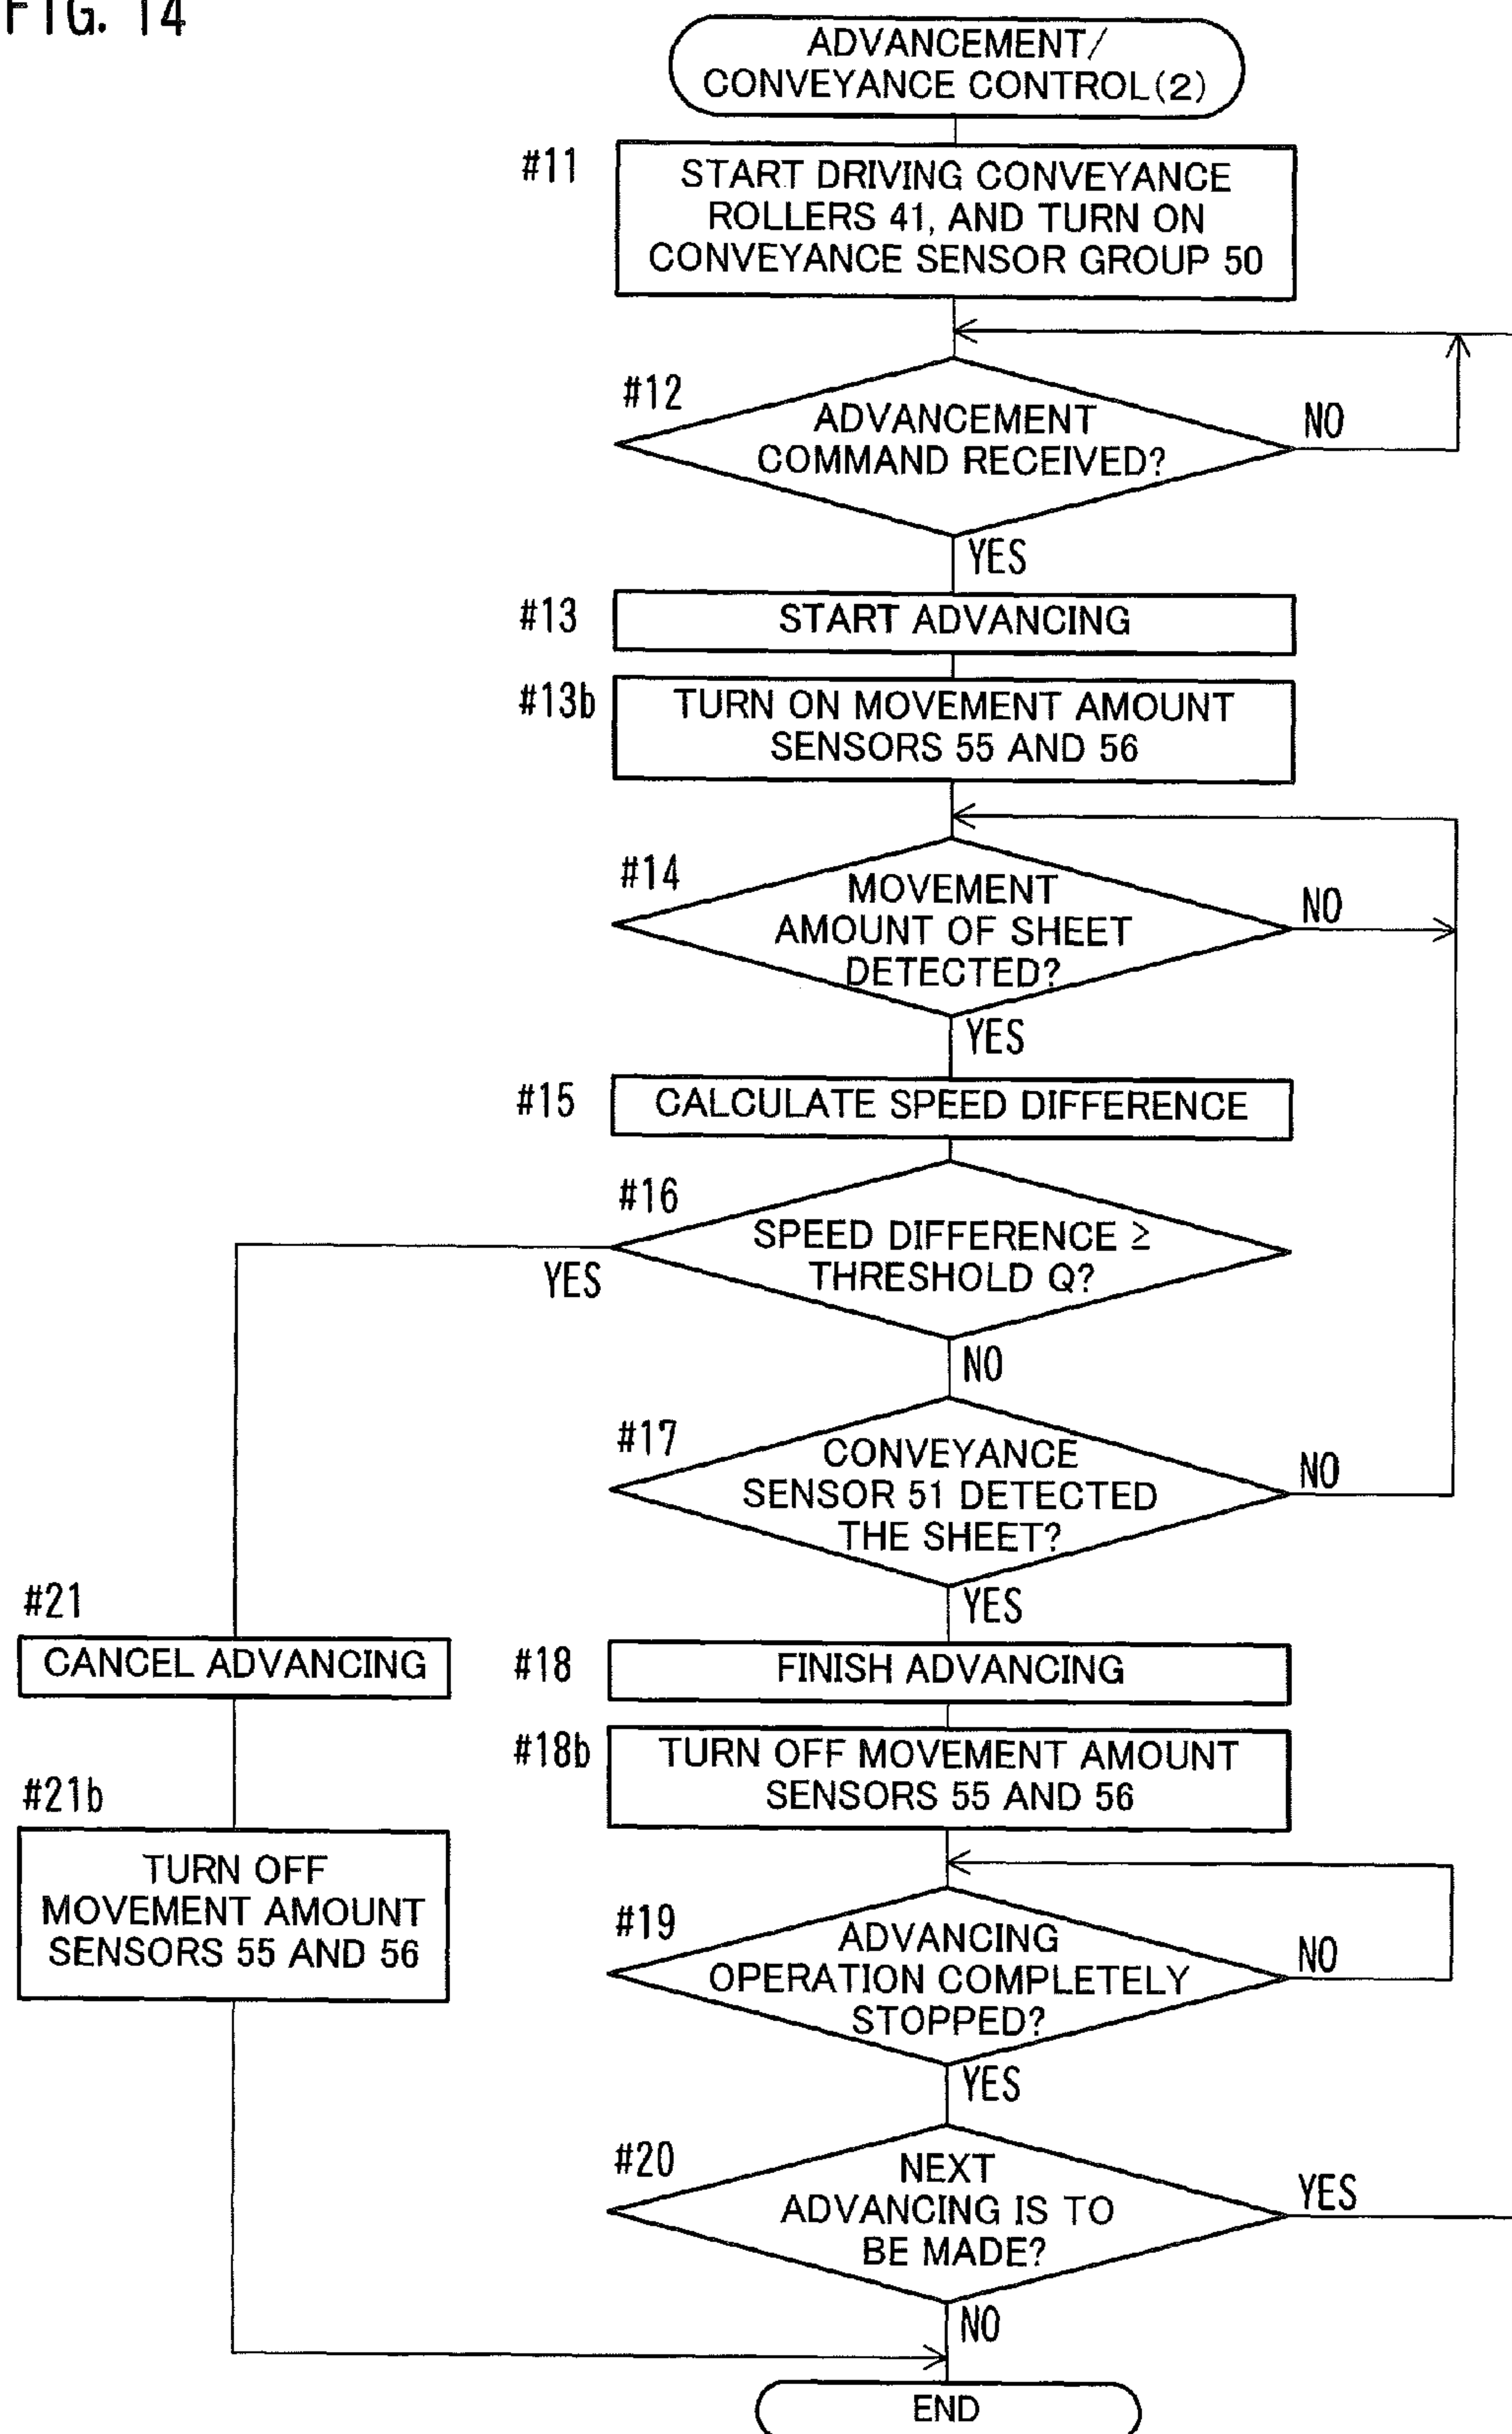 FIG. 14
ADVANCEMENT/
CONVEYANCE CONTROL(2)
#11
START DRIVING CONVEYANCE
ROLLERS 41, AND TURN ON
CONVEYANCE SENSOR GROUP 50
#12
ADVANCEMENT
COMMAND RECEIVED?
NO
YES
#13
START ADVANCING
#13b
TURN ON MOVEMENT AMOUNT
SENSORS 55 AND 56
#14
MOVEMENT
AMOUNT OF SHEET
DETECTED?
NO
YES
#15
CALCULATE SPEED DIFFERENCE
#16
SPEED DIFFERENCE ≥
THRESHOLD Q?
YES
NO
#17
CONVEYANCE
SENSOR 51 DETECTED
THE SHEET?
NO
YES
#21
CANCEL ADVANCING
#18
FINISH ADVANCING
#18b
TURN OFF MOVEMENT AMOUNT
SENSORS 55 AND 56
#21b
TURN OFF
MOVEMENT AMOUNT
SENSORS 55 AND 56
#19
ADVANCING
OPERATION COMPLETELY
STOPPED?
NO
YES
#20
NEXT
ADVANCING IS TO
BE MADE?
YES
NO
END